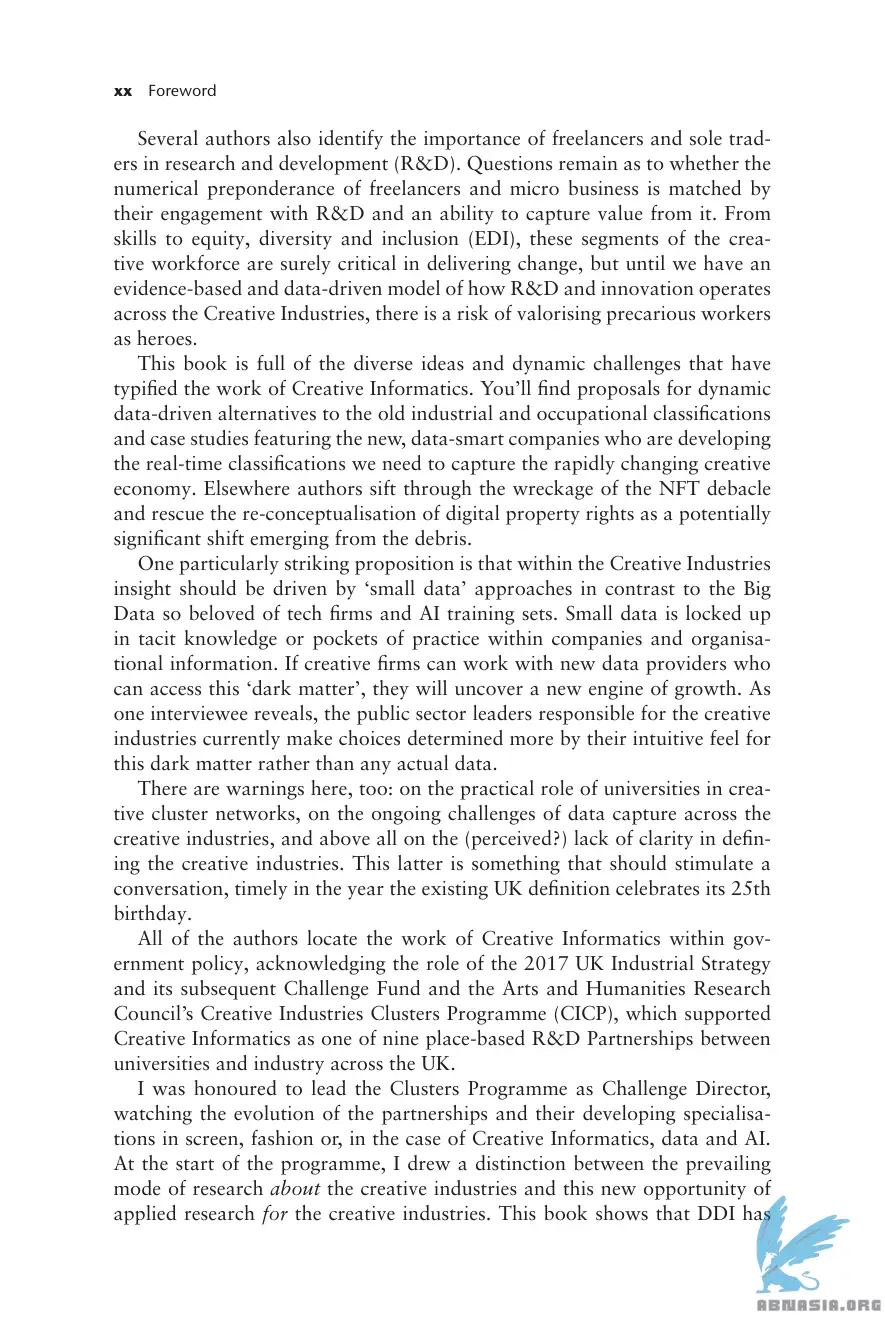 xx Foreword
Several authors also identify the importance of freelancers and sole trad-
ers in research and development (R&D). Questions remain as to whether the
numerical preponderance of freelancers and micro business is matched by
their engagement with R&D and an ability to capture value from it. From
skills to equity, diversity and inclusion (EDI), these segments of the crea-
tive workforce are surely critical in delivering change, but until we have an
evidence-based and data-driven model of how R&D and innovation operates
across the Creative Industries, there is a risk of valorising precarious workers
as heroes.
This book is full of the diverse ideas and dynamic challenges that have
typified the work of Creative Informatics. You’ll find proposals for dynamic
data-driven alternatives to the old industrial and occupational classifications
and case studies featuring the new, data-smart companies who are developing
the real-time classifications we need to capture the rapidly changing creative
economy. Elsewhere authors sift through the wreckage of the NFT debacle
and rescue the re-conceptualisation of digital property rights as a potentially
significant shift emerging from the debris.
One particularly striking proposition is that within the Creative Industries
insight should be driven by ‘small data’ approaches in contrast to the Big
Data so beloved of tech firms and AI training sets. Small data is locked up
in tacit knowledge or pockets of practice within companies and organisa-
tional information. If creative firms can work with new data providers who
can access this ‘dark matter’, they will uncover a new engine of growth. As
one interviewee reveals, the public sector leaders responsible for the creative
industries currently make choices determined more by their intuitive feel for
this dark matter rather than any actual data.
There are warnings here, too: on the practical role of universities in crea-
tive cluster networks, on the ongoing challenges of data capture across the
creative industries, and above all on the (perceived?) lack of clarity in defin-
ing the creative industries. This latter is something that should stimulate a
conversation, timely in the year the existing UK definition celebrates its 25th
birthday.
All of the authors locate the work of Creative Informatics within gov-
ernment policy, acknowledging the role of the 2017 UK Industrial Strategy
and its subsequent Challenge Fund and the Arts and Humanities Research
Council’s Creative Industries Clusters Programme (CICP), which supported
Creative Informatics as one of nine place-based R&D Partnerships between
universities and industry across the UK.
I was honoured to lead the Clusters Programme as Challenge Director,
watching the evolution of the partnerships and their developing specialisa-
tions in screen, fashion or, in the case of Creative Informatics, data and AI.
At the start of the programme, I drew a distinction between the prevailing
mode of research about the creative industries and this new opportunity of
applied research for the creative industries. This book shows that DDI has
ABNASIA.ORG